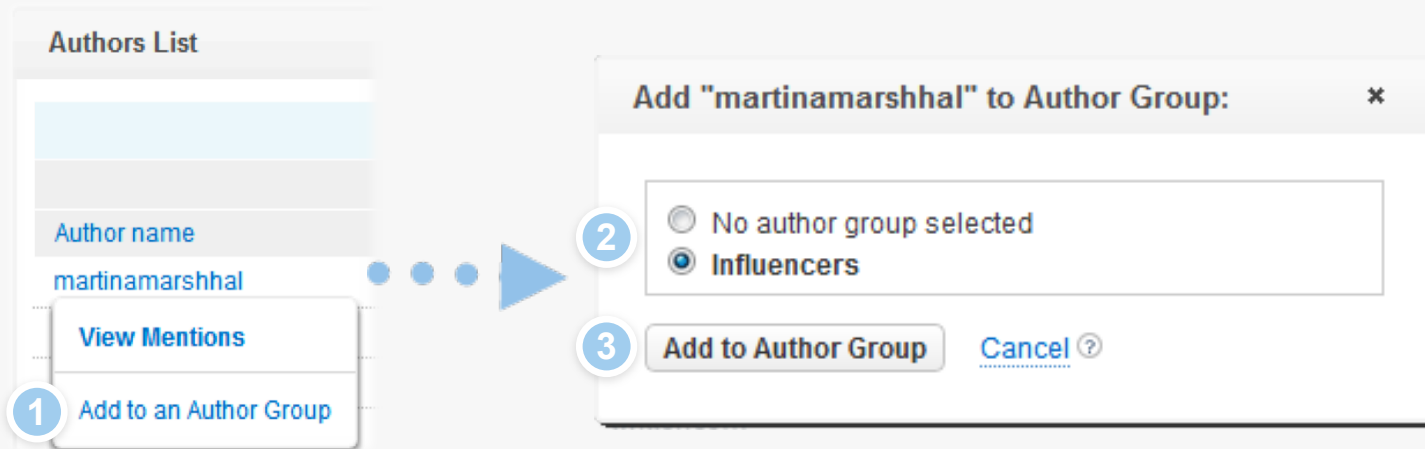 Authors List
Author name
martinamarshhal
View Mentions
1
Add to an Author Group
Add "martinamarshhal" to Author Group:
2
No author group selected
Influencers
3
Add to Author Group
Cancel
?